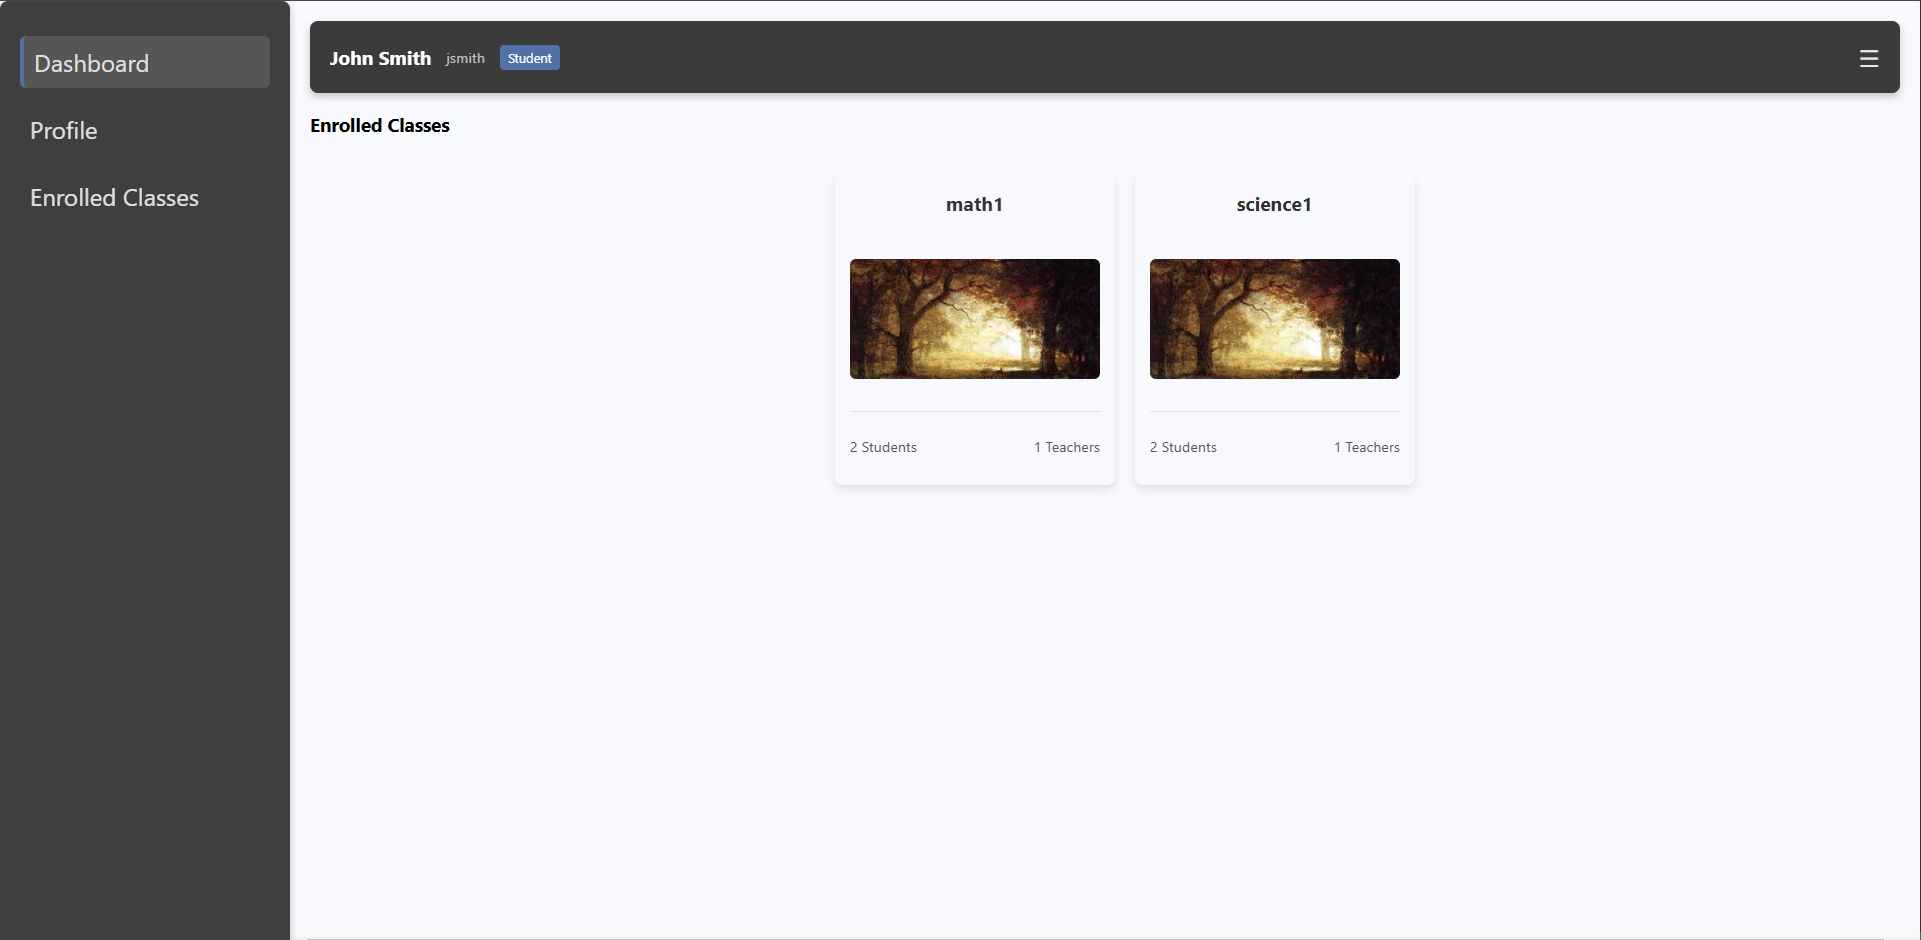 Dashboard
Profile
Enrolled Classes
John Smith jsmith Student
Enrolled Classes
math1
2 Students 1 Teachers
science1
2 Students 1 Teachers